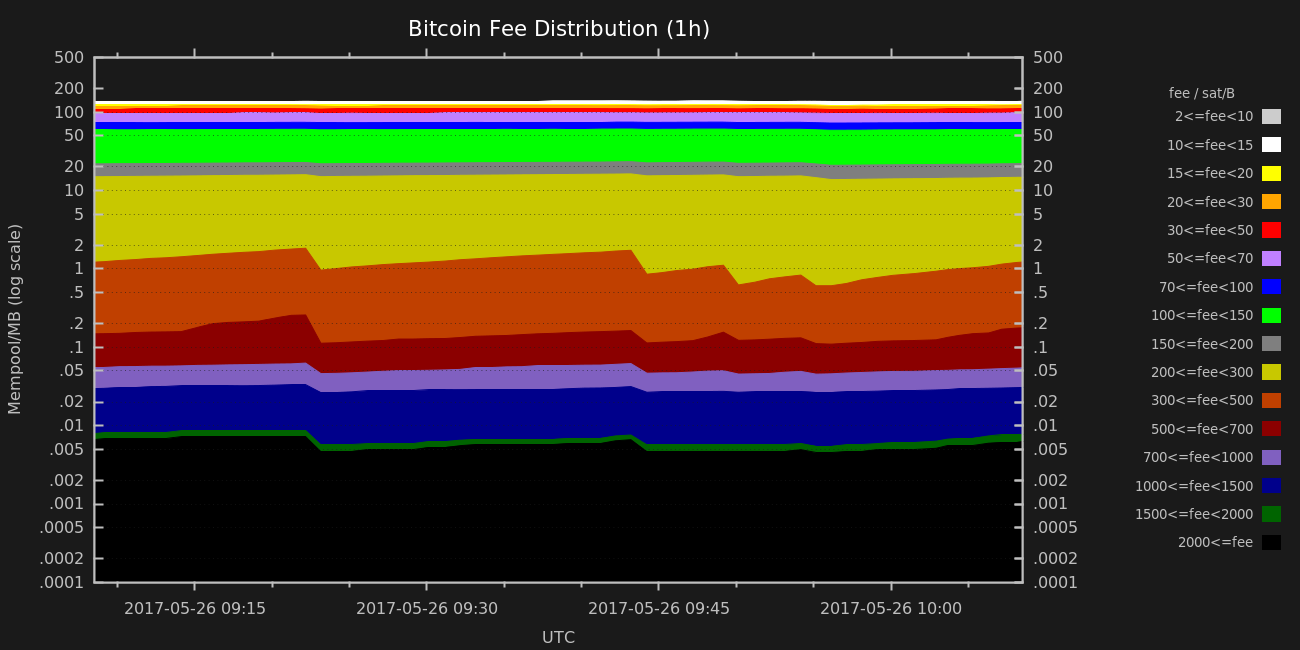 Bitcoin Fee Distribution (1h)
500
200
100
50
20
10
5
2
1
.5
.2
.1
.05
.02
.01
.005
.002
.001
.0005
.0002
.0001
Mempool/MB (log scale)
500
200
100
50
20
10
5
2
1
.5
.2
.1
.05
.02
.01
.005
.002
.001
.0005
.0002
.0001
2017-05-26 09:15
2017-05-26 09:30
2017-05-26 09:45
2017-05-26 10:00
UTC
fee / sat/B
2<=fee<10
10<=fee<15
15<=fee<20
20<=fee<30
30<=fee<50
50<=fee<70
70<=fee<100
100<=fee<150
150<=fee<200
200<=fee<300
300<=fee<500
500<=fee<700
700<=fee<1000
1000<=fee<1500
1500<=fee<2000
2000<=fee